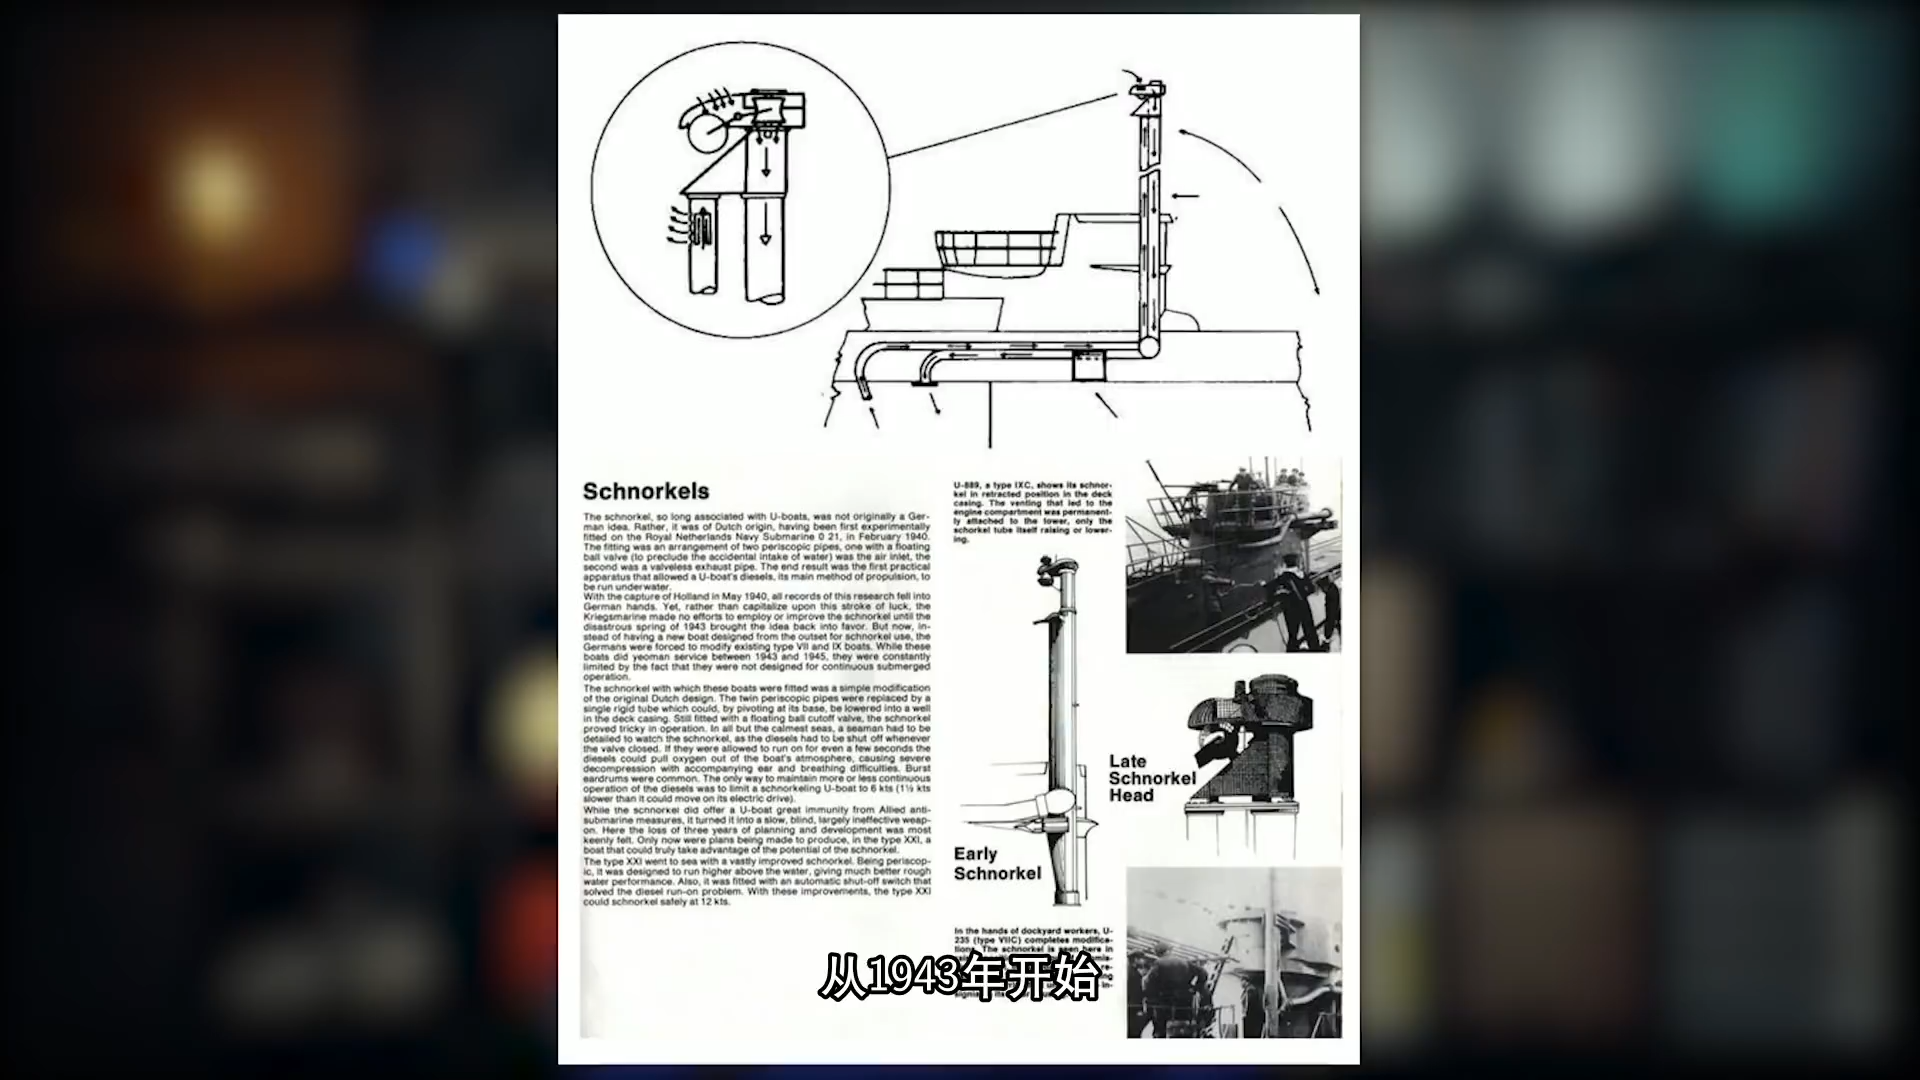 Schnorkels
The schnorkel, so long associated with U-boats, was not originally a Ger-
man idea. Rather, it was of Dutch origin, having been first experimentally
fitted on the Royal Netherlands Navy Submarine 0 21, in February 1940.
The fitting was an arrangement of two periscopic pipes, one with a floating
ball valve (to preclude the accidental intake of water) was the air inlet, the
second was a valveless exhaust pipe. The end result was the first practical
apparatus that allowed a U-boat's diesels, its main method of propulsion, to
be run underwater.
With the capture of Holland in May 1940, all records of this research fell into
German hands. Yet, rather than capitalize upon this stroke of luck, the
Kriegsmarine made no efforts to employ or improve the schnorkel until the
disastrous spring of 1943 brought the idea back into favor. But now, in-
stead of having a new boat designed from the outset for schnorkel use, the
Germans were forced to modify existing type VII and IX boats. While these
boats did yeoman service between 1943 and 1945, they were constantly
limited by the fact that they were not designed for continuous submerged
operation.
The schnorkel with which these boats were fitted was a simple modification
of the original Dutch design. The twin periscopic pipes were replaced by a
single rigid tube which could, by pivoting at its base, be lowered into a well
in the deck casing. Still fitted with a floating ball cutoff valve, the schnorkel
proved tricky in operation. In all but the calmest seas, a seaman had to be
detailed to watch the schnorkel, as the diesels had to be shut off whenever
the valve closed. If they were allowed to run on for even a few seconds the
diesels could pull oxygen out of the boat's atmosphere, causing severe
decompression with accompanying ear and breathing difficulties. Burst
eardrums were common. The only way to maintain more or less continuous
operation of the diesels was to limit a schnorkeling U-boat to 6 kts (1½ kts
slower than it could move on its electric drive).
While the schnorkel did offer a U-boat great immunity from Allied anti-
submarine measures, it turned it into a slow, blind, largely ineffective weap-
on. Here the loss of three years of planning and development was most
keenly felt. Only now were plans being made to produce, in the type XXI, a
boat that could truly take advantage of the potential of the schnorkel.
The type XXI went to sea with a vastly improved schnorkel. Being periscop-
ic, it was designed to run higher above the water, giving much better rough
water performance. Also, it was fitted with an automatic shut-off switch that
solved the diesel run-on problem. With these improvements, the type XXI
could schnorkel safely at 12 kts.
U-889, a type IXC, shows its schnor-
kel in retracted position in the deck
casing. The venting that led to the
engine compartment was permanent-
ly attached to the tower, only the
schorkel tube itself raising or lower-
ing.
Late
Schnorkel
Head
Early
Schnorkel
In the hands of dockyard workers, U-
235 (type VIIC) completes modifica-
tions. The schnorkel is seen here in
从1943年开始